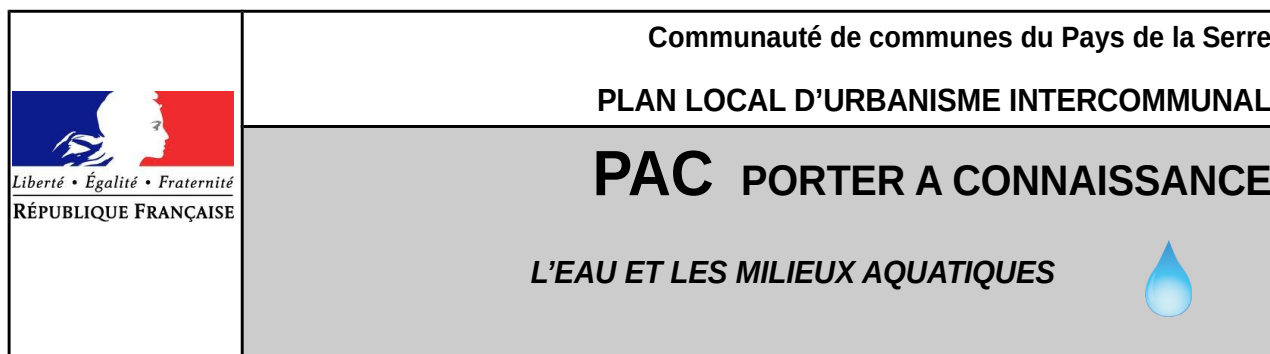 Communauté de communes du Pays de la Serre
PLAN LOCAL D’URBANISME INTERCOMMUNAL
Liberté • Égalité • Fraternité
RÉPUBLIQUE FRANÇAISE
PAC PORTER A CONNAISSANCE
L’EAU ET LES MILIEUX AQUATIQUES